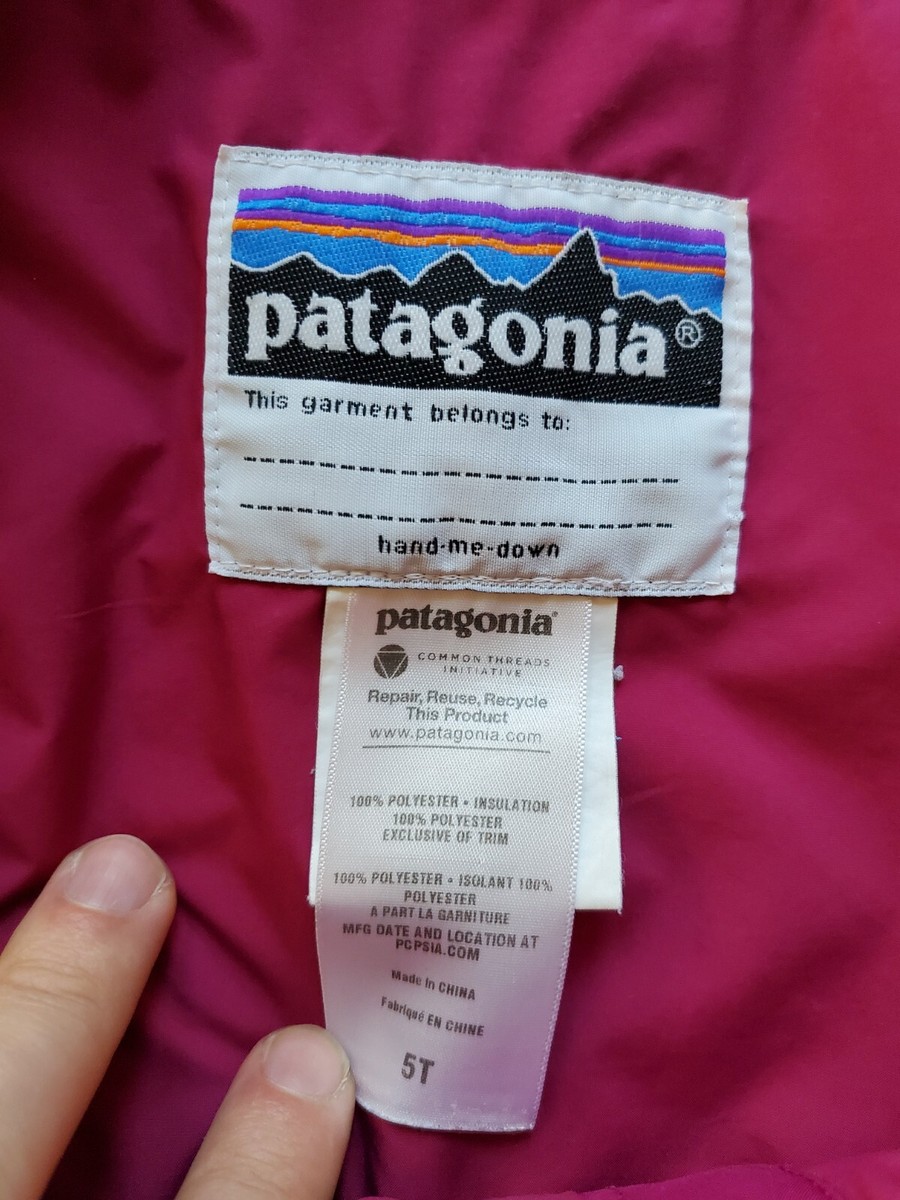 patagonia®
This garment belongs to:
hand-me-down
patagonia®
COMMON THREADS
INITIATIVE
Repair, Reuse, Recycle
This Product
www.patagonia.com
100% POLYESTER • INSULATION
100% POLYESTER
EXCLUSIVE OF TRIM
100% POLYESTER • ISOLANT 100%
POLYESTER
A PART LA GARNITURE
MFG DATE AND LOCATION AT
PCPSIA.COM
Made in CHINA
Fabriqué EN CHINE
5T